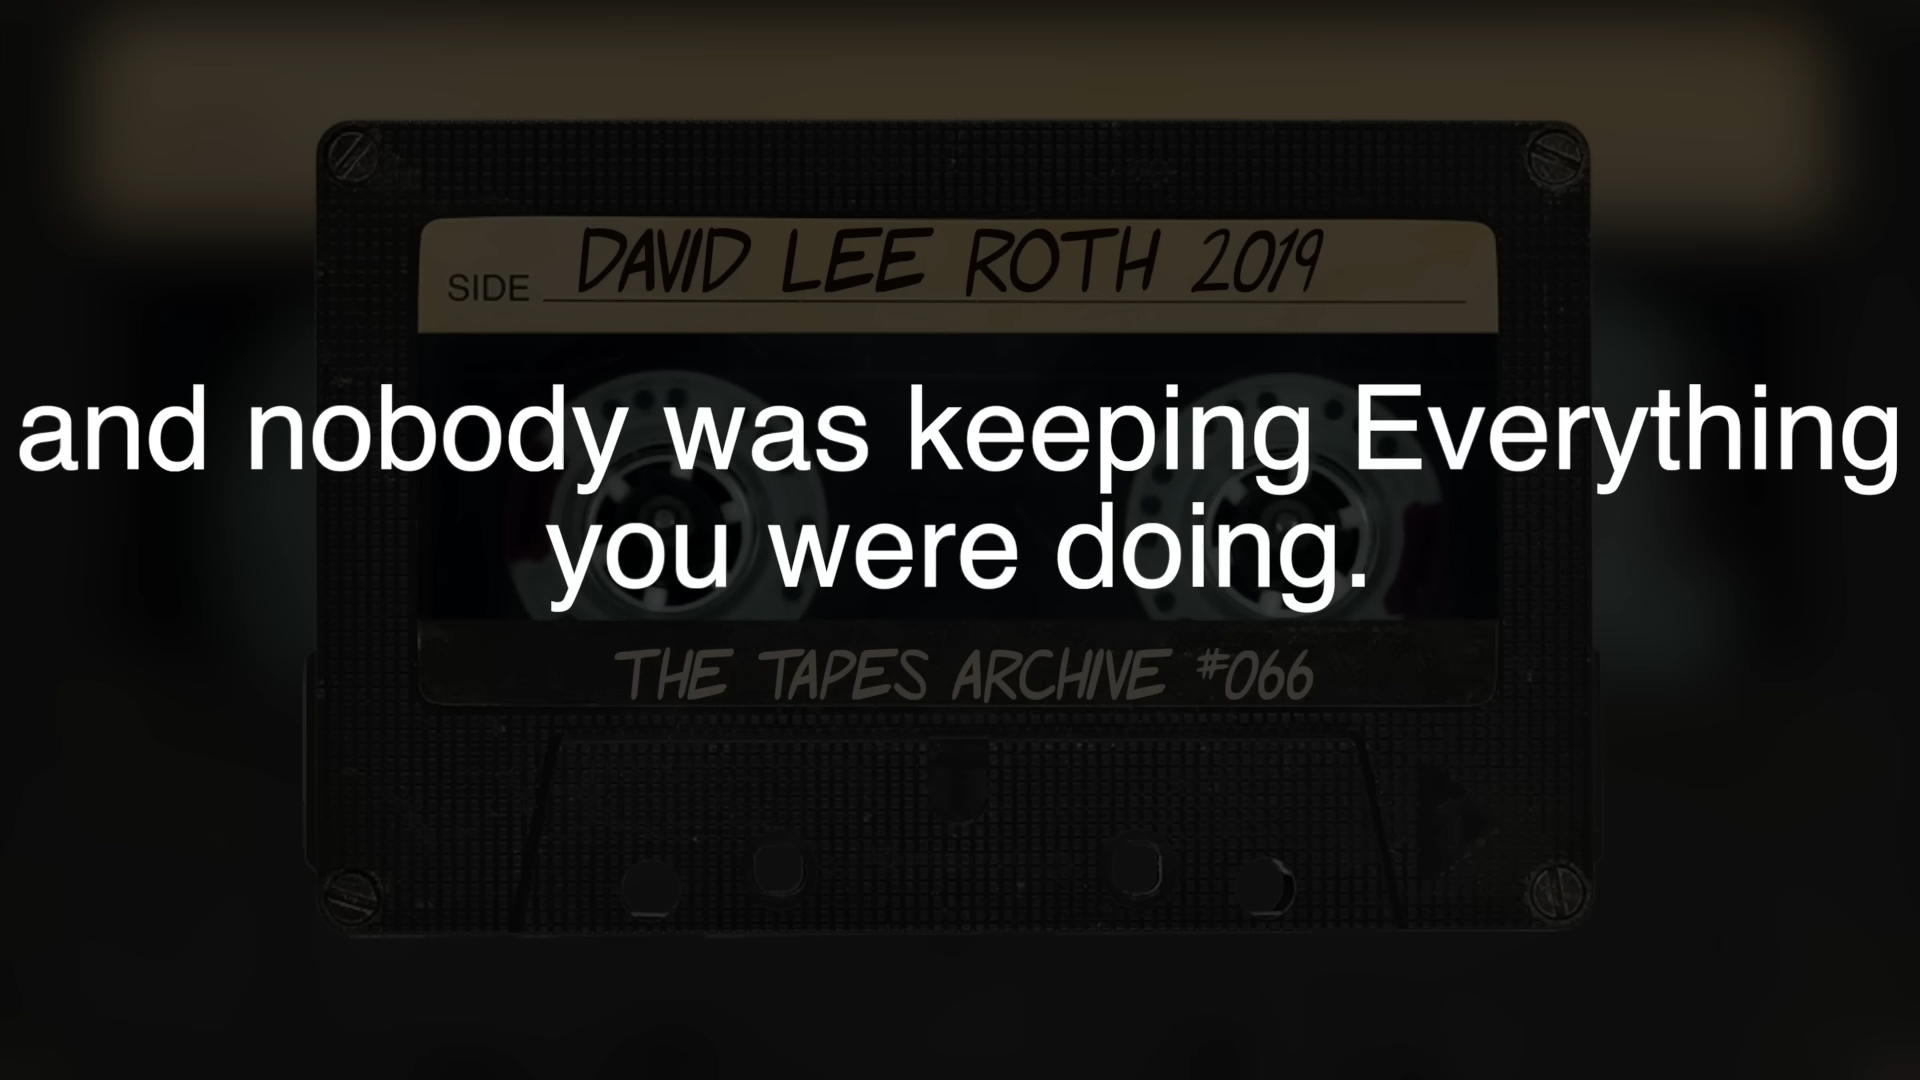 SIDE DAVID LEE ROTH 2019
and nobody was keeping Everything
you were doing.
THE TAPES ARCHIVE #066